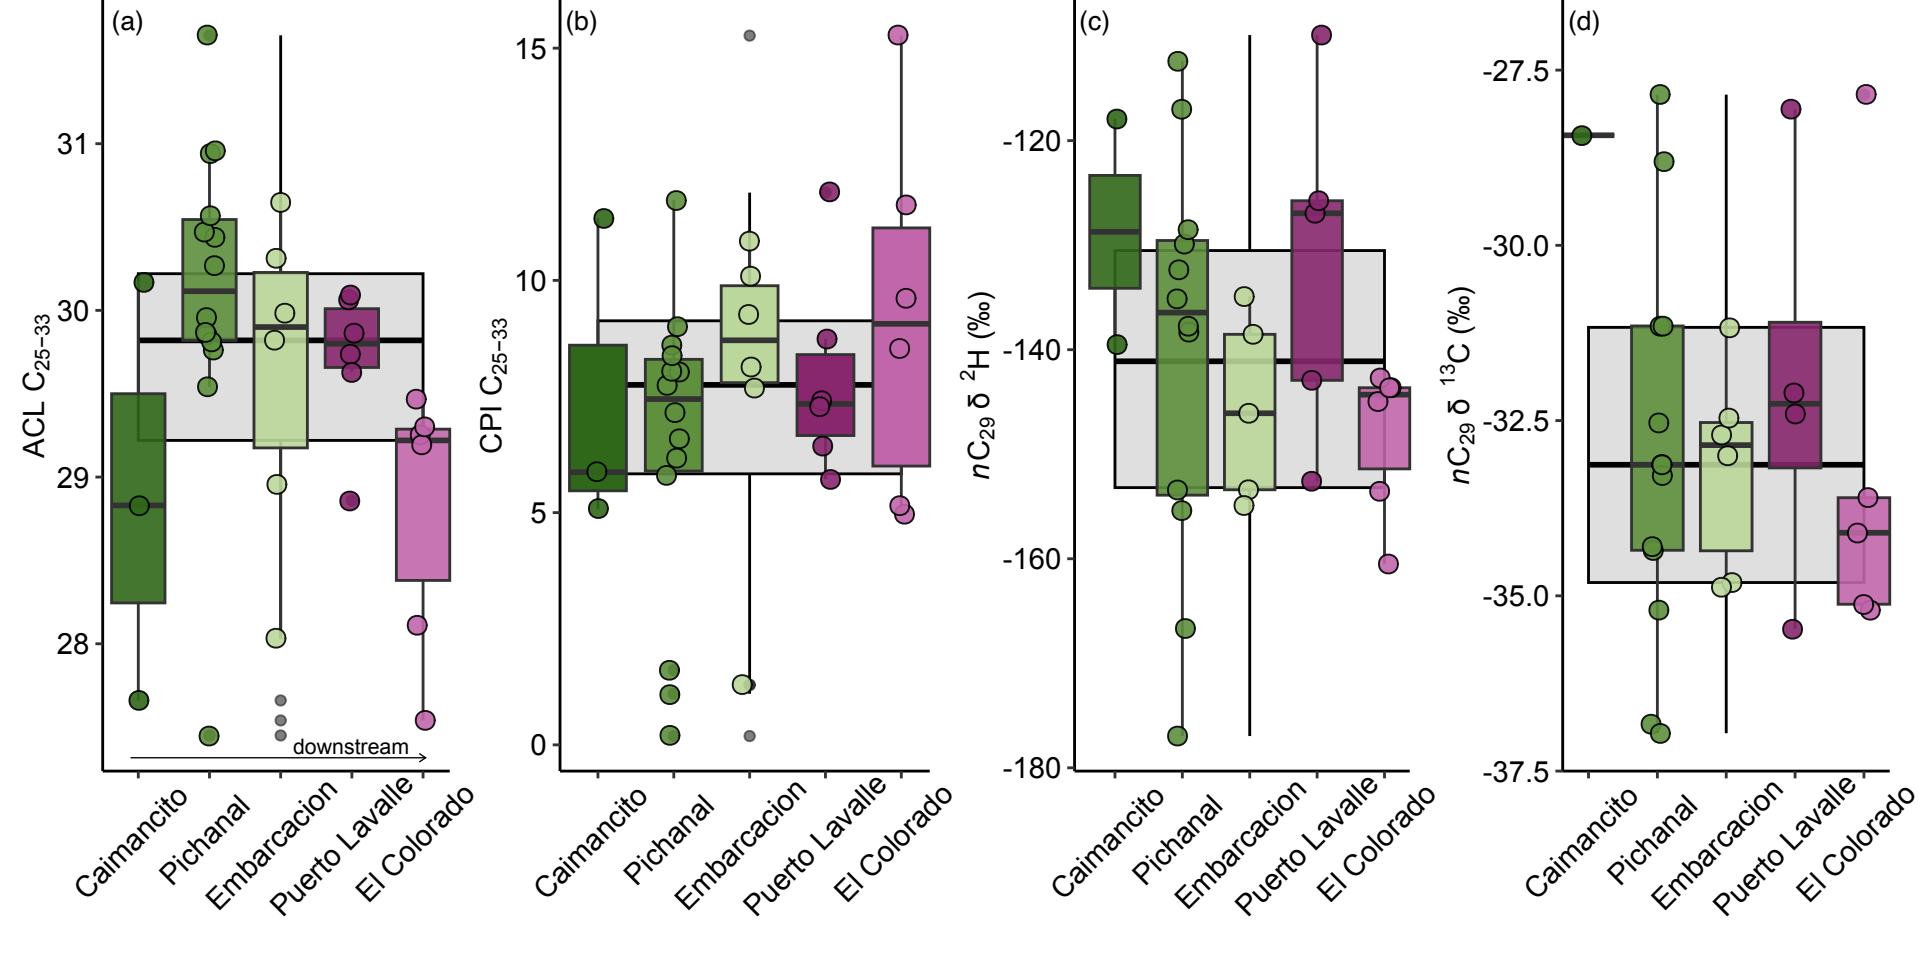 (a)
31
30
29
28
ACL C25−33
downstream
Caimancito
Pichanal
Embarcacion
Puerto Lavalle
El Colorado
(b)
15
10
5
0
CPI C25−33
Caimancito
Pichanal
Embarcacion
Puerto Lavalle
El Colorado
(c)
-120
-140
-160
-180
nC29 δ 2H (‰)
Caimancito
Pichanal
Embarcacion
Puerto Lavalle
El Colorado
(d)
-27.5
-30.0
-32.5
-35.0
-37.5
nC29 δ 13C (‰)
Caimancito
Pichanal
Embarcacion
Puerto Lavalle
El Colorado